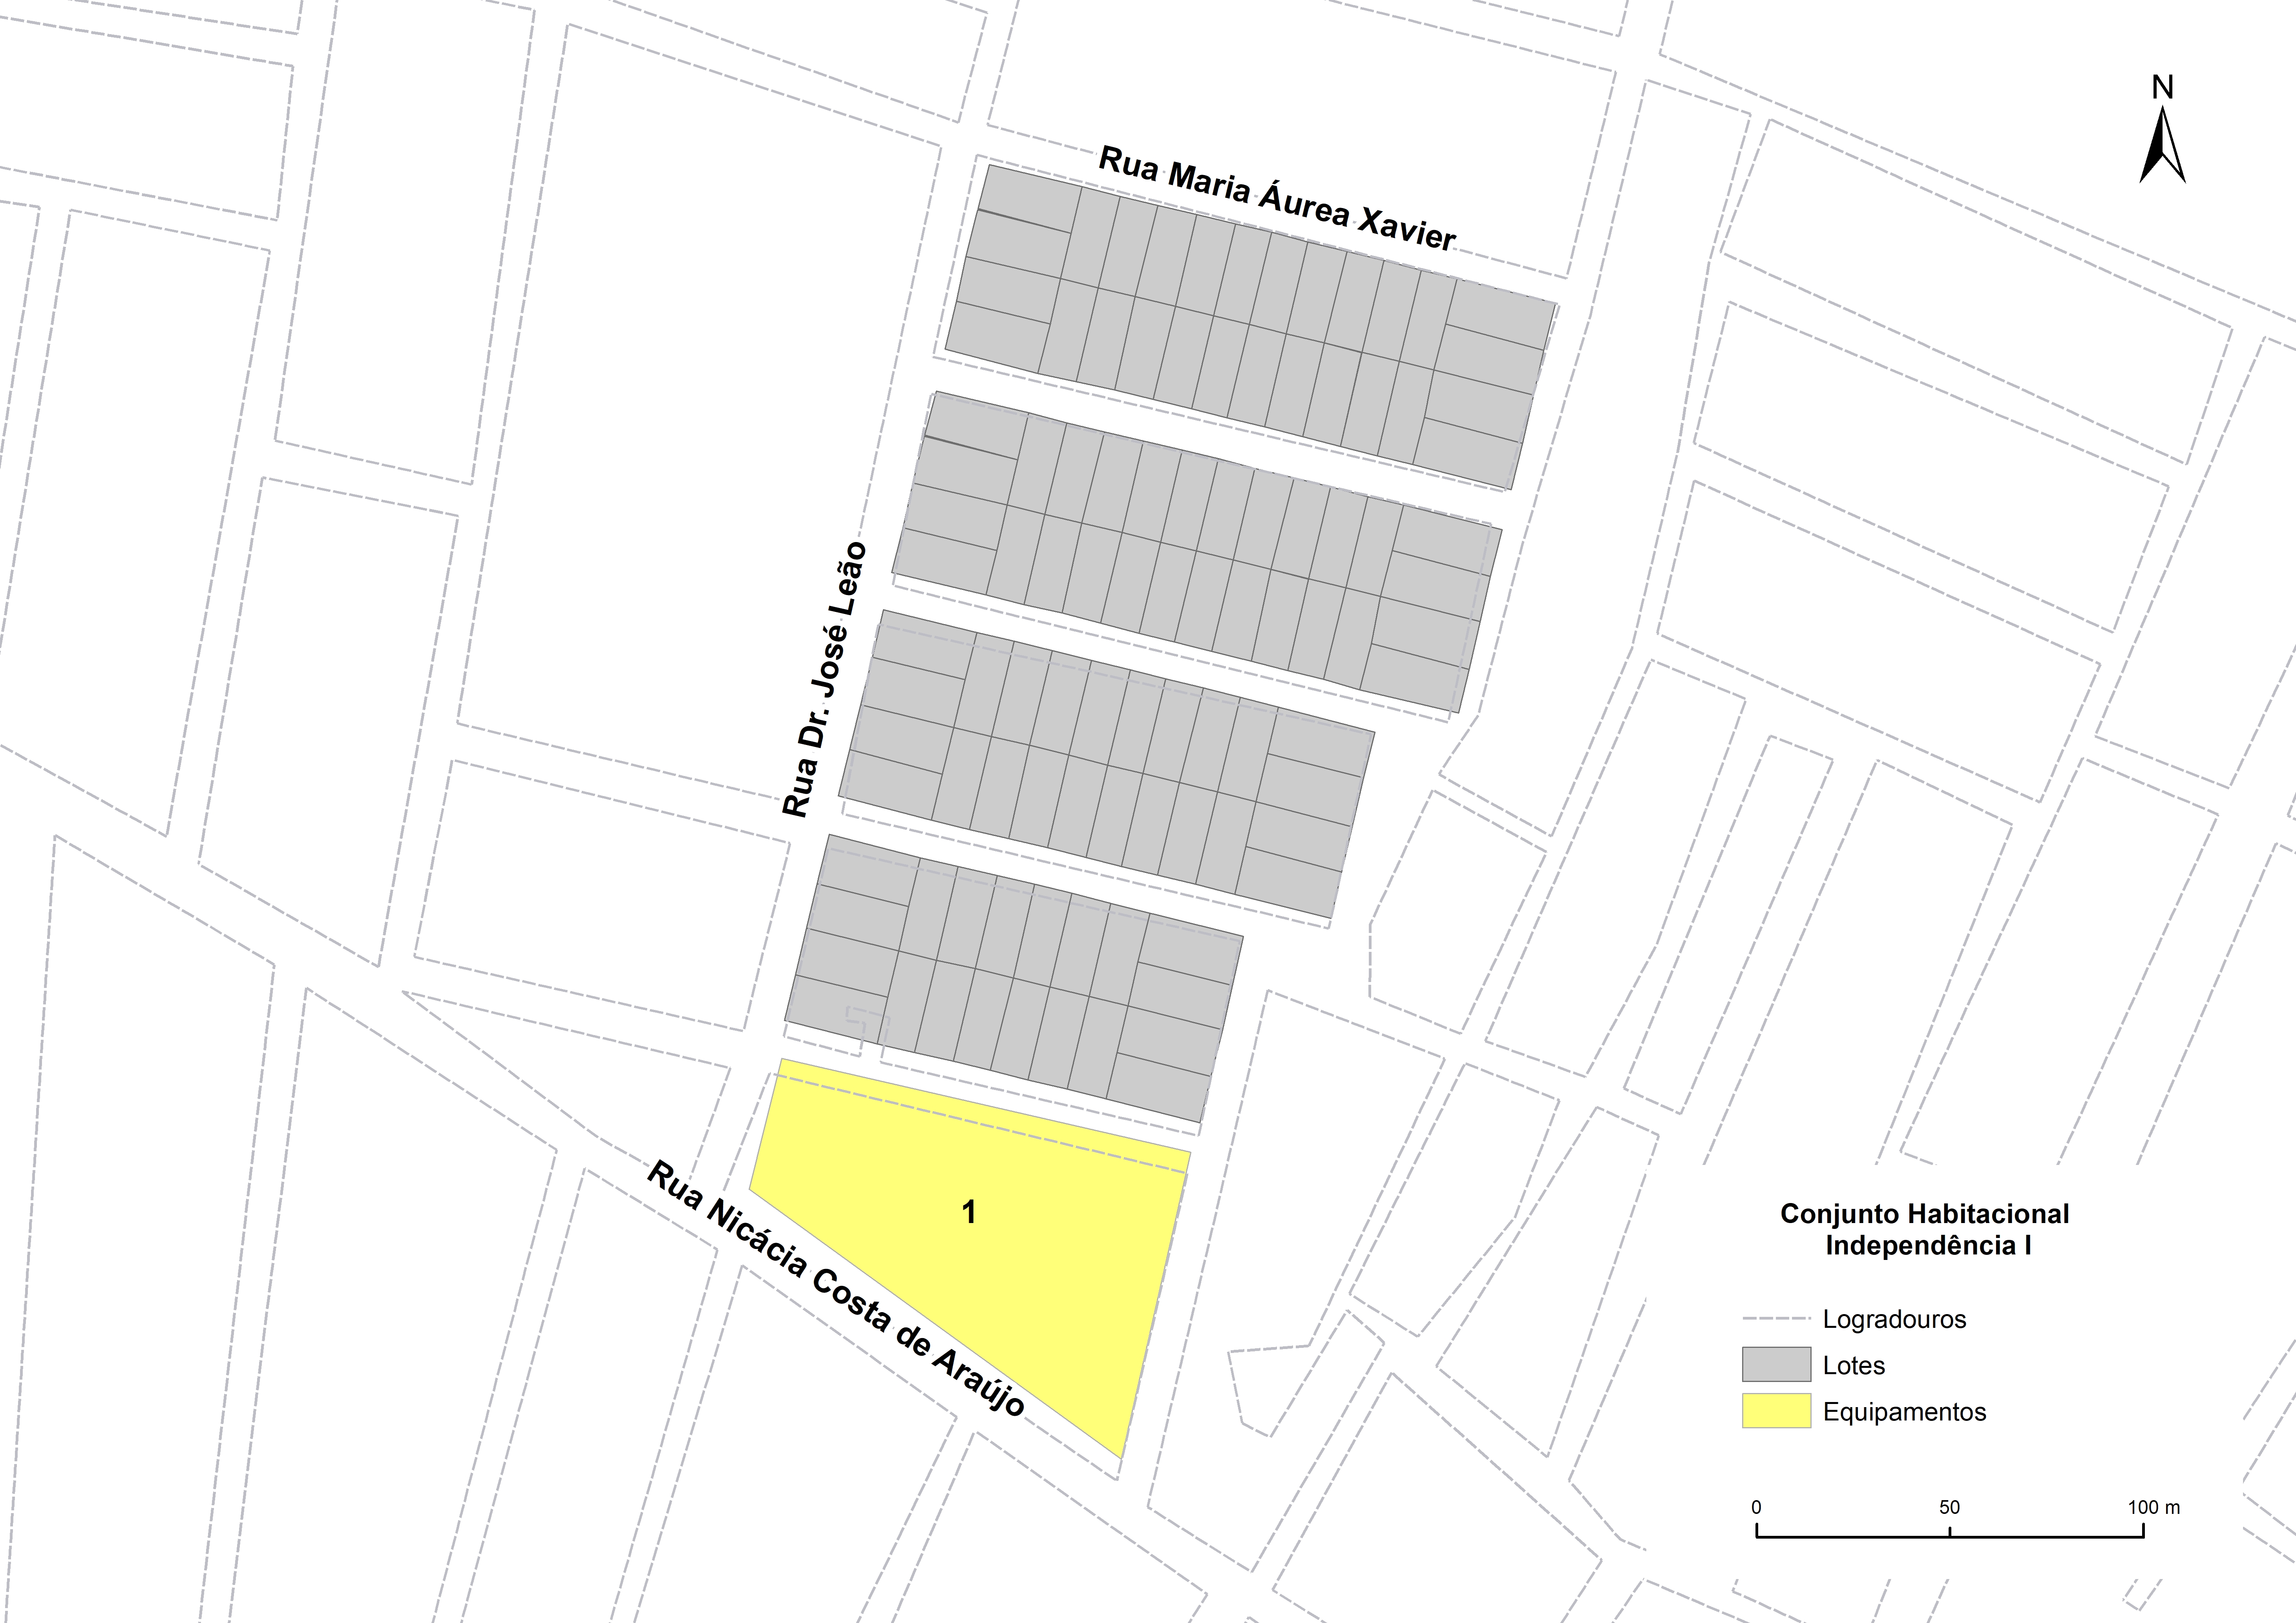 N
Rua Maria Áurea Xavier
Rua Dr. José Leão
1
Rua Nicácia Costa de Araújo
Conjunto Habitacional
Independência I
Logradouros
Lotes
Equipamentos
0 50 100 m